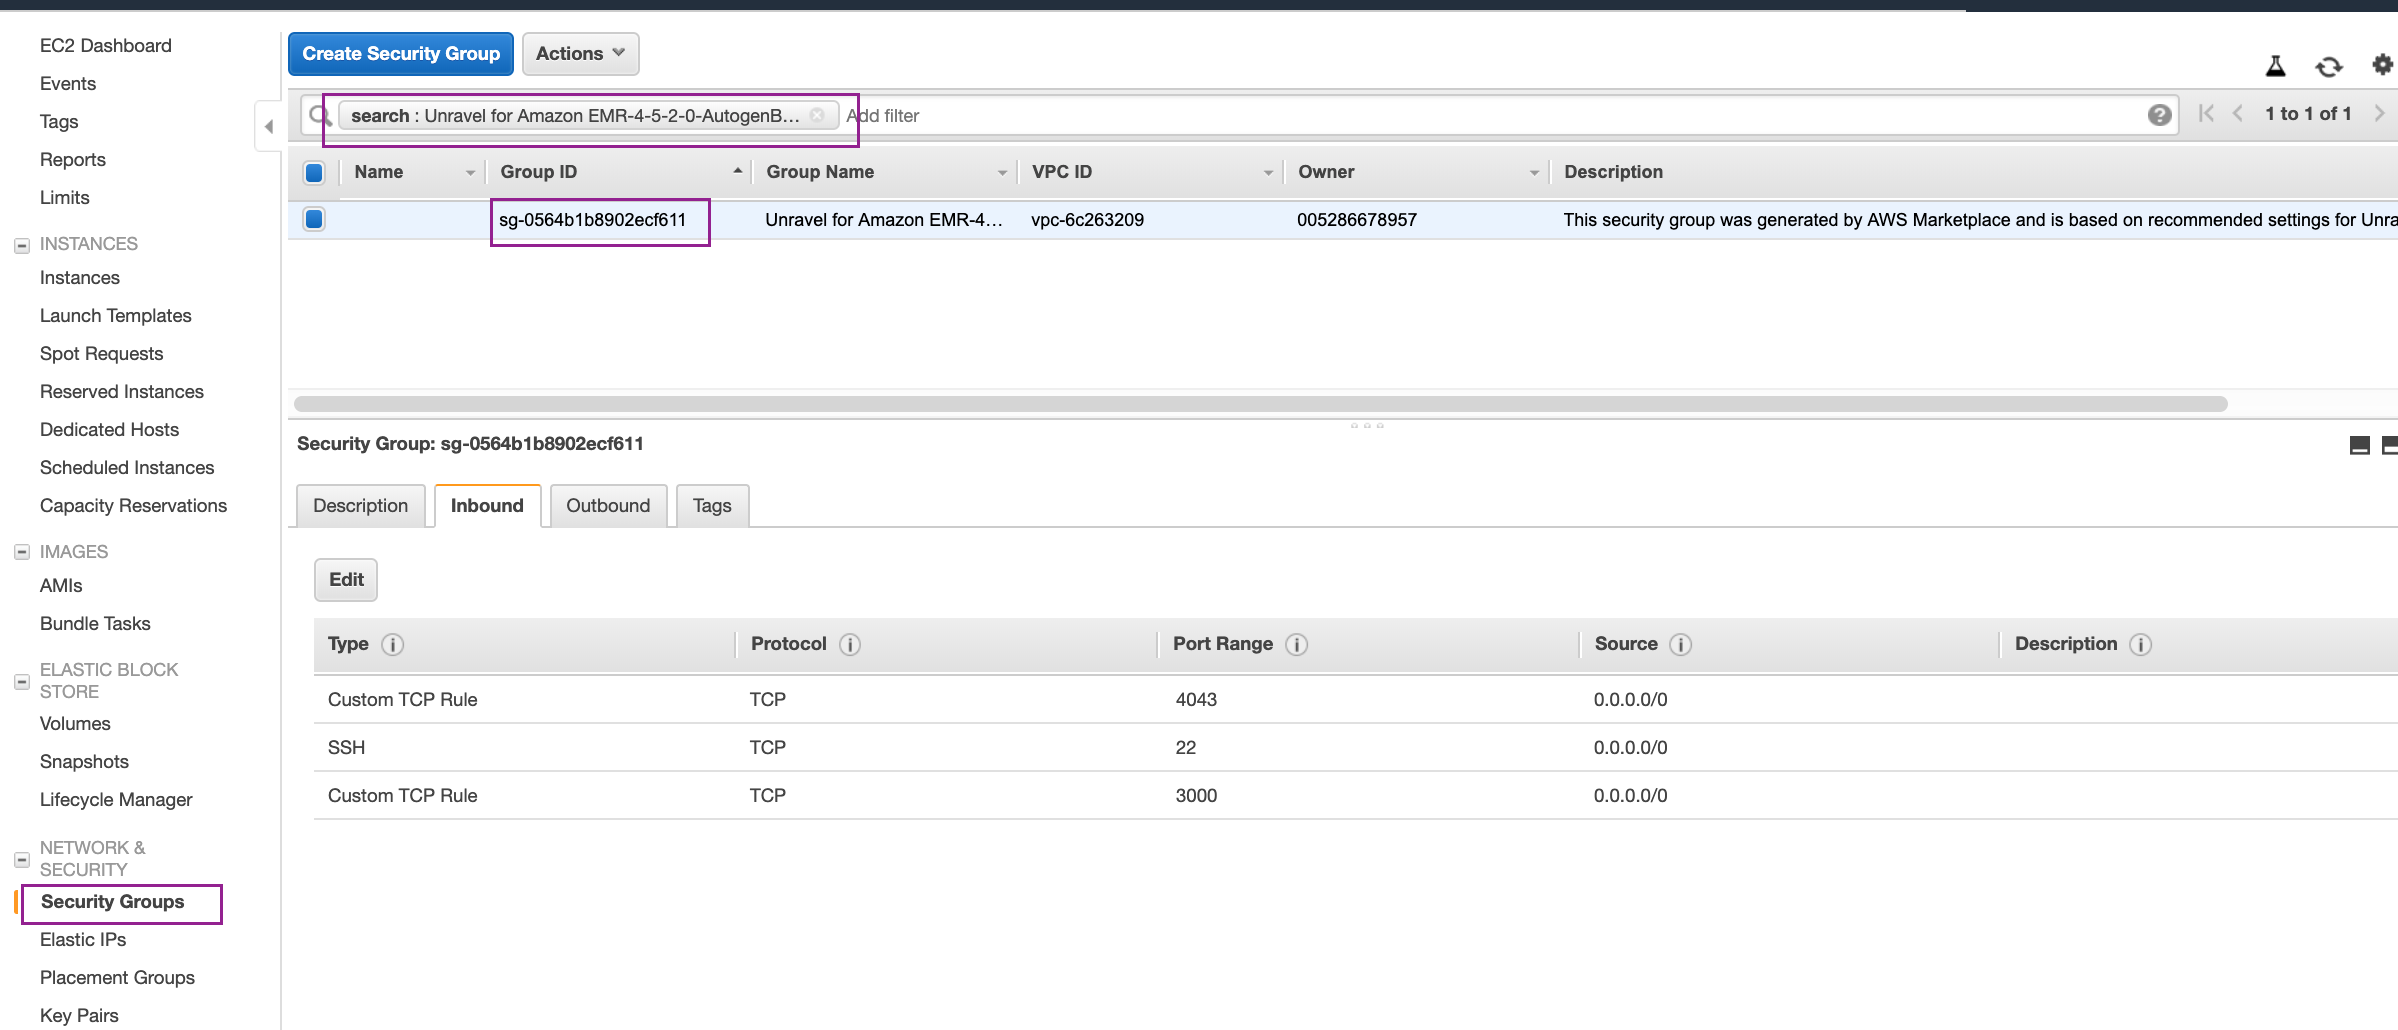 EC2 Dashboard
Events
Tags
Reports
Limits
INSTANCES
Instances
Launch Templates
Spot Requests
Reserved Instances
Dedicated Hosts
Scheduled Instances
Capacity Reservations
IMAGES
AMIs
Bundle Tasks
ELASTIC BLOCK
STORE
Volumes
Snapshots
Lifecycle Manager
NETWORK &
SECURITY
Security Groups
Elastic IPs
Placement Groups
Key Pairs
Create Security Group Actions
search : Unravel for Amazon EMR-4-5-2-0-AutogenB... Add filter 1 to 1 of 1
Name Group ID Group Name VPC ID Owner Description
sg-0564b1b8902ecf611 Unravel for Amazon EMR-4... vpc-6c263209 005286678957 This security group was generated by AWS Marketplace and is based on recommended settings for Unra
Security Group: sg-0564b1b8902ecf611
Description Inbound Outbound Tags
Edit
Type Protocol Port Range Source Description
Custom TCP Rule TCP 4043 0.0.0.0/0
SSH TCP 22 0.0.0.0/0
Custom TCP Rule TCP 3000 0.0.0.0/0